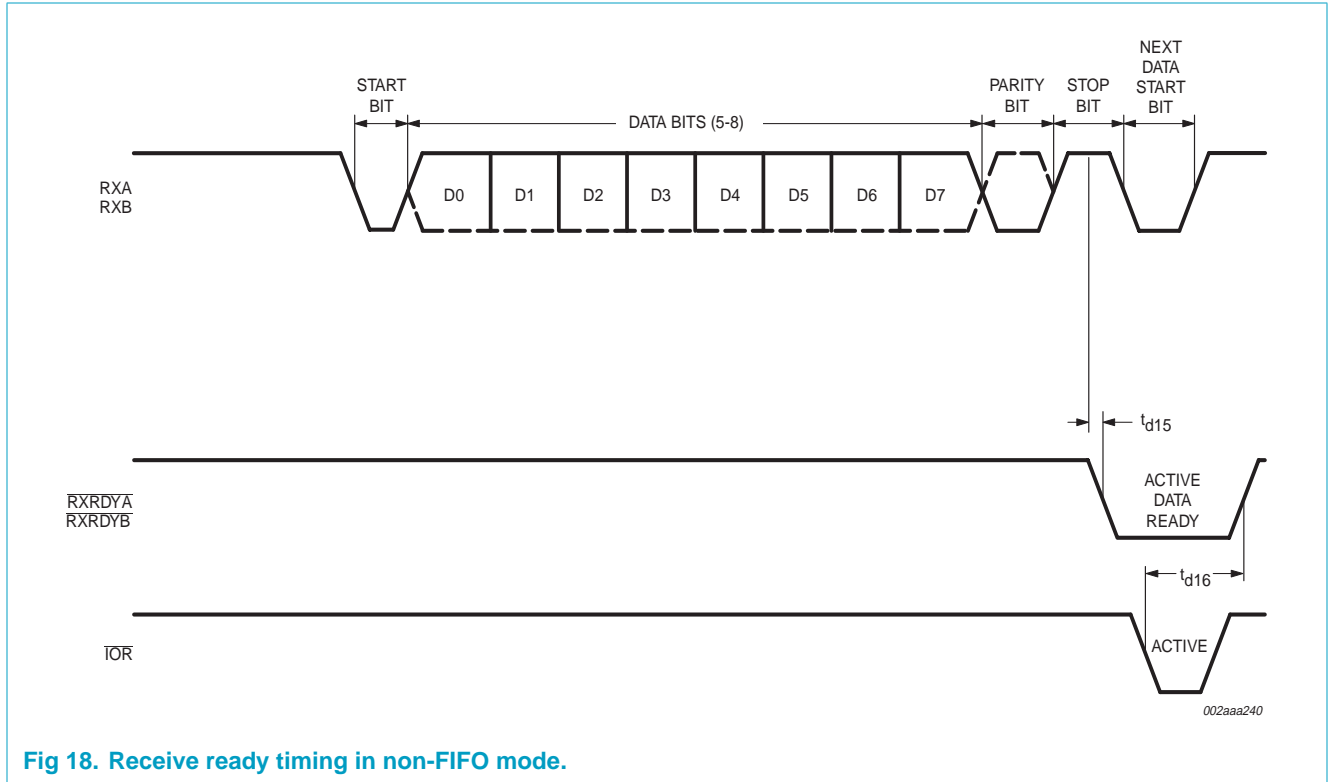 START
BIT
DATA BITS (5-8)
PARITY
BIT
STOP
BIT
NEXT
DATA
START
BIT
RXA
RXB
D0 D1 D2 D3 D4 D5 D6 D7
td15
RXRDYA
RXRDYB
ACTIVE
DATA
READY
td16
IOR
ACTIVE
002aaa240
Fig 18. Receive ready timing in non-FIFO mode.